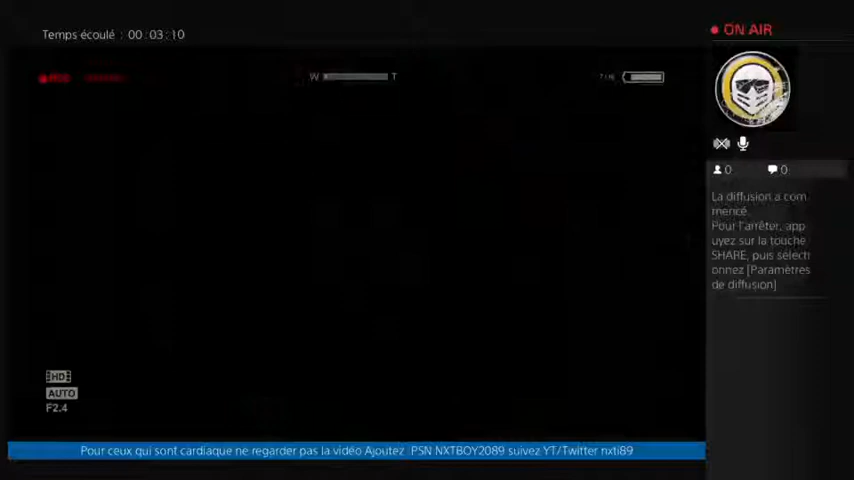 Temps écoulé : 00:03:10
ON AIR
REC
W T
0 0
La diffusion a com
mencé.
Pour l'arrêter, app
uyez sur la touche
SHARE, puis sélecti
onnez [Paramètres
de diffusion]
HD
AUTO
F2.4
Pour ceux qui sont cardiaque ne regarder pas la vidéo Ajoutez :PSN NXTBOY2089 suivez YT/Twitter nxti89